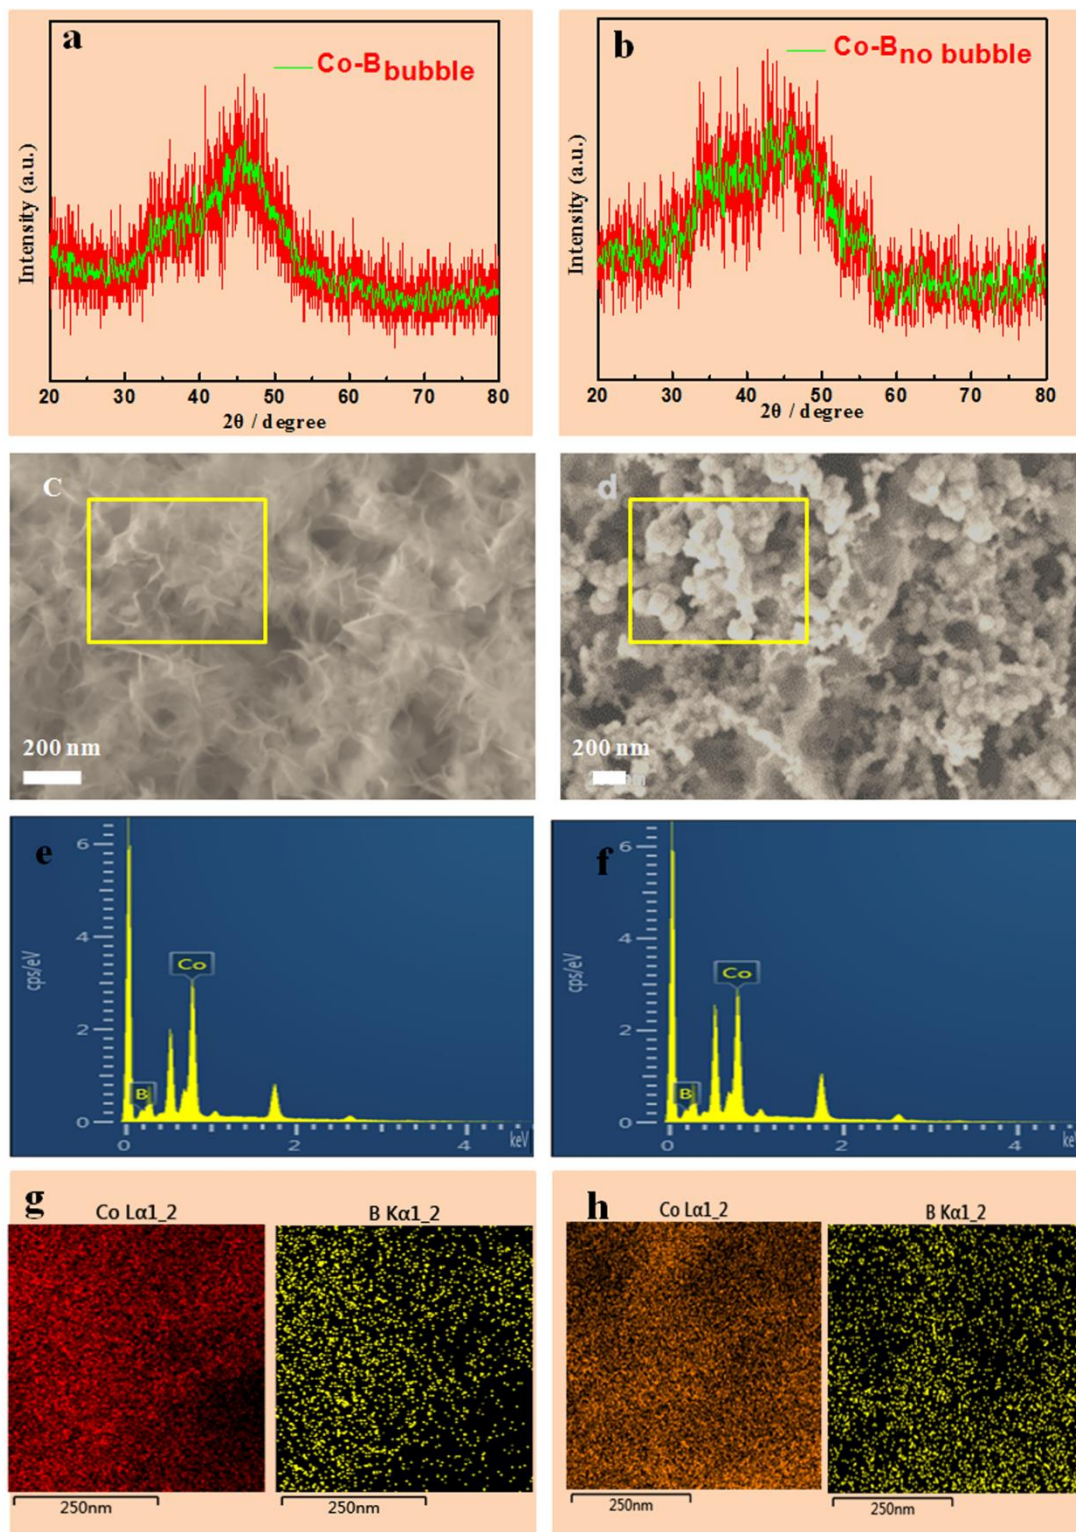 a
Co-Bbubble
Intensity (a.u.)
20 30 40 50 60 70 80
2θ / degree
b
Co-Bno bubble
Intensity (a.u.)
20 30 40 50 60 70 80
2θ / degree
c
200 nm
d
200 nm
e
6
4
2
0
cps/eV
Co
B
0 2 4
keV
f
6
4
2
0
cps/eV
Co
B
0 2 4
g
Co Lα1_2
B Kα1_2
250nm
250nm
h
Co Lα1_2
B Kα1_2
250nm
250nm